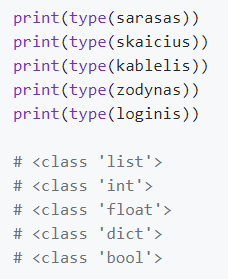 print(type(sarasas))
print(type(skaicius))
print(type(kablelis))
print(type(zodynas))
print(type(loginis))
# <class 'list'>
# <class 'int'>
# <class 'float'>
# <class 'dict'>
# <class 'bool'>